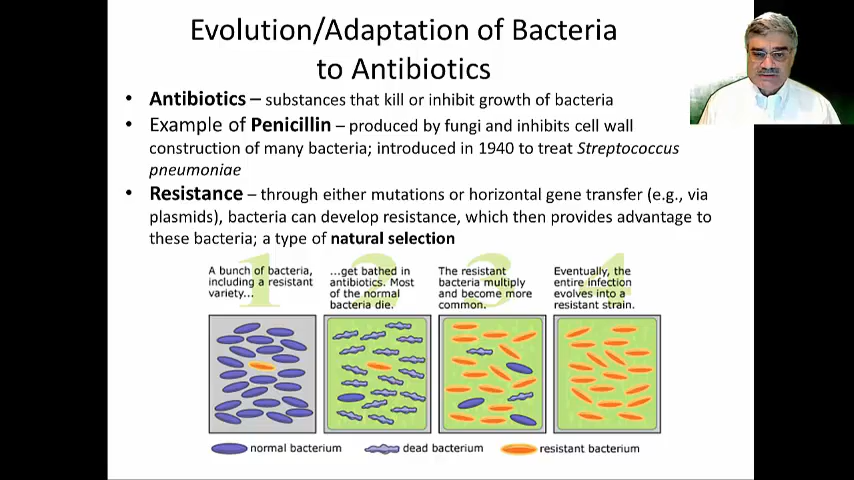 Evolution/Adaptation of Bacteria
to Antibiotics
• Antibiotics – substances that kill or inhibit growth of bacteria
• Example of Penicillin – produced by fungi and inhibits cell wall
construction of many bacteria; introduced in 1940 to treat Streptococcus
pneumoniae
• Resistance – through either mutations or horizontal gene transfer (e.g., via
plasmids), bacteria can develop resistance, which then provides advantage to
these bacteria; a type of natural selection
1
A bunch of bacteria,
including a resistant
variety...
2
...get bathed in
antibiotics. Most
of the normal
bacteria die.
3
The resistant
bacteria multiply
and become more
common.
4
Eventually, the
entire infection
evolves into a
resistant strain.
normal bacterium
dead bacterium
resistant bacterium